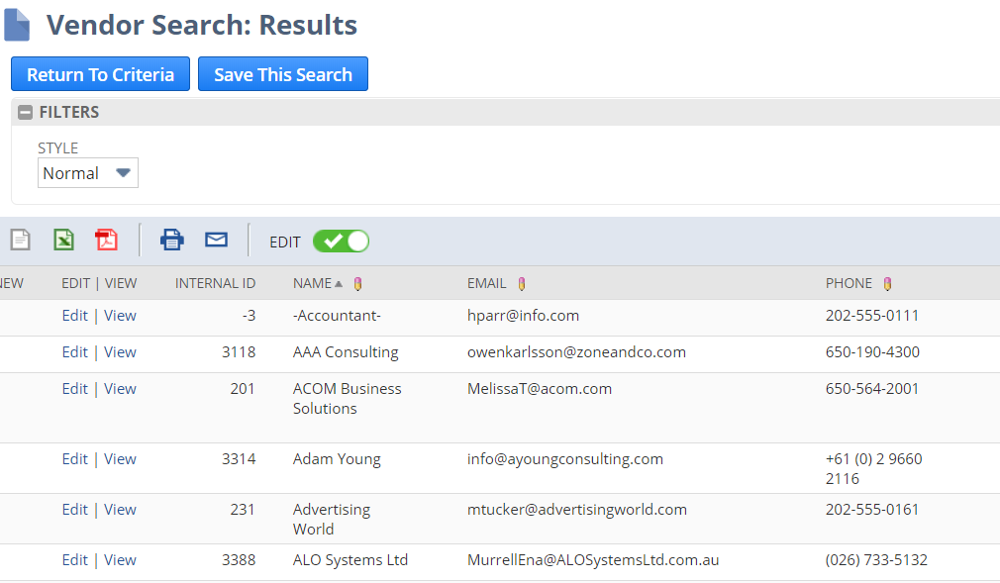 Vendor Search: Results
Return To Criteria Save This Search
FILTERS
STYLE
Normal
EDIT
NEW EDIT | VIEW INTERNAL ID NAME EMAIL PHONE
Edit | View -3 -Accountant- hparr@info.com 202-555-0111
Edit | View 3118 AAA Consulting owenkarlsson@zoneandco.com 650-190-4300
Edit | View 201 ACOM Business MelissaT@acom.com 650-564-2001
Solutions
Edit | View 3314 Adam Young info@ayoungconsulting.com +61 (0) 2 9660
2116
Edit | View 231 Advertising mtucker@advertisingworld.com 202-555-0161
World
Edit | View 3388 ALO Systems Ltd MurrellEna@ALOSystemsLtd.com.au (026) 733-5132